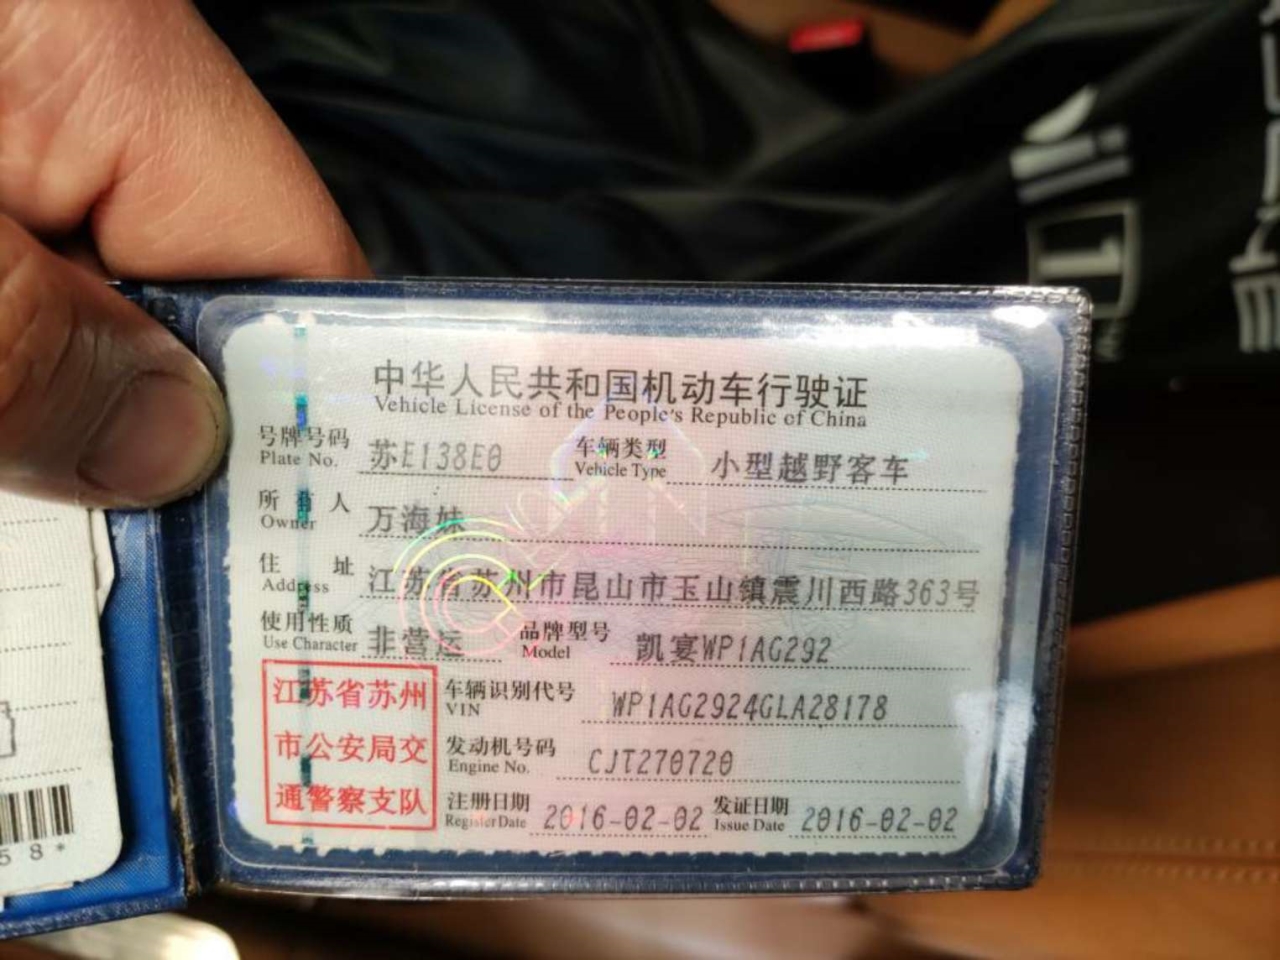 中华人民共和国机动车行驶证
Vehicle License of the People's Republic of China
号牌号码 苏E138E0 车辆类型 小型越野客车
Plate No. Vehicle Type
所有人 万海妹
Owner
住址 江苏省苏州市昆山市玉山镇震川西路363号
Address
使用性质 非营运 品牌型号 凯宴WP1AG292
Use Character Model
江苏省苏州
市公安局交
通警察支队
车辆识别代号 WP1AG2924GLA28178
VIN
发动机号码 CJT270720
Engine No.
注册日期 2016-02-02 发证日期 2016-02-02
Register Date Issue Date
58*